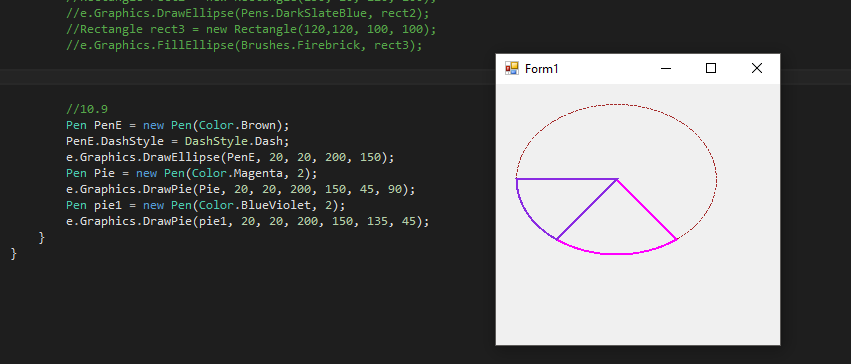 //e.Graphics.DrawEllipse(Pens.DarkSlateBlue, rect2);
//Rectangle rect3 = new Rectangle(120,120, 100, 100);
//e.Graphics.FillEllipse(Brushes.Firebrick, rect3);
Form1
//10.9
Pen PenE = new Pen(Color.Brown);
PenE.DashStyle = DashStyle.Dash;
e.Graphics.DrawEllipse(PenE, 20, 20, 200, 150);
Pen Pie = new Pen(Color.Magenta, 2);
e.Graphics.DrawPie(Pie, 20, 20, 200, 150, 45, 90);
Pen pie1 = new Pen(Color.BlueViolet, 2);
e.Graphics.DrawPie(pie1, 20, 20, 200, 150, 135, 45);
}
}